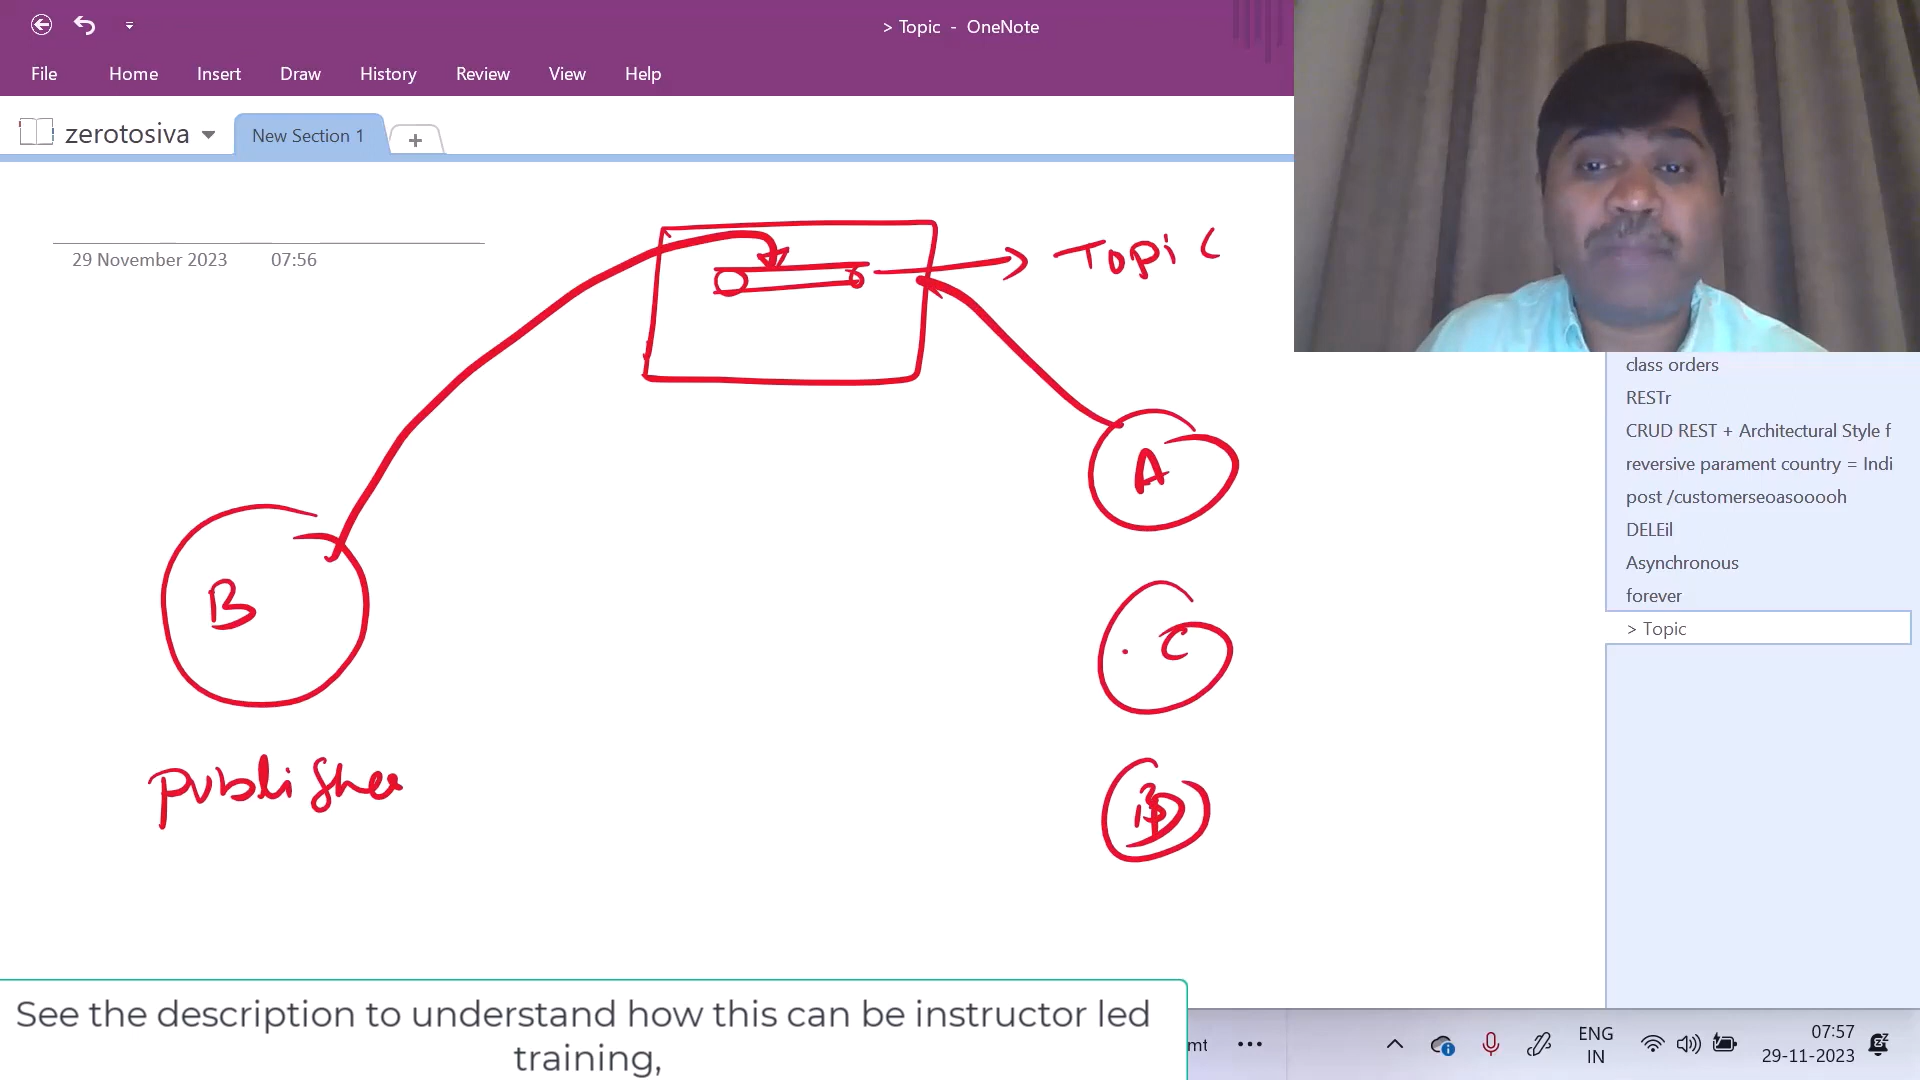 > Topic - OneNote
File Home Insert Draw History Review View Help
zerotosiva
New Section 1
+
29 November 2023 07:56
Topic
A
B
C
D
publisher
class orders
RESTr
CRUD REST + Architectural Style f
reversive parament country = Indi
post /customerseoasooooh
DELEil
Asynchronous
forever
> Topic
See the description to understand how this can be instructor led
training,
mt
ENG
IN
07:57
29-11-2023